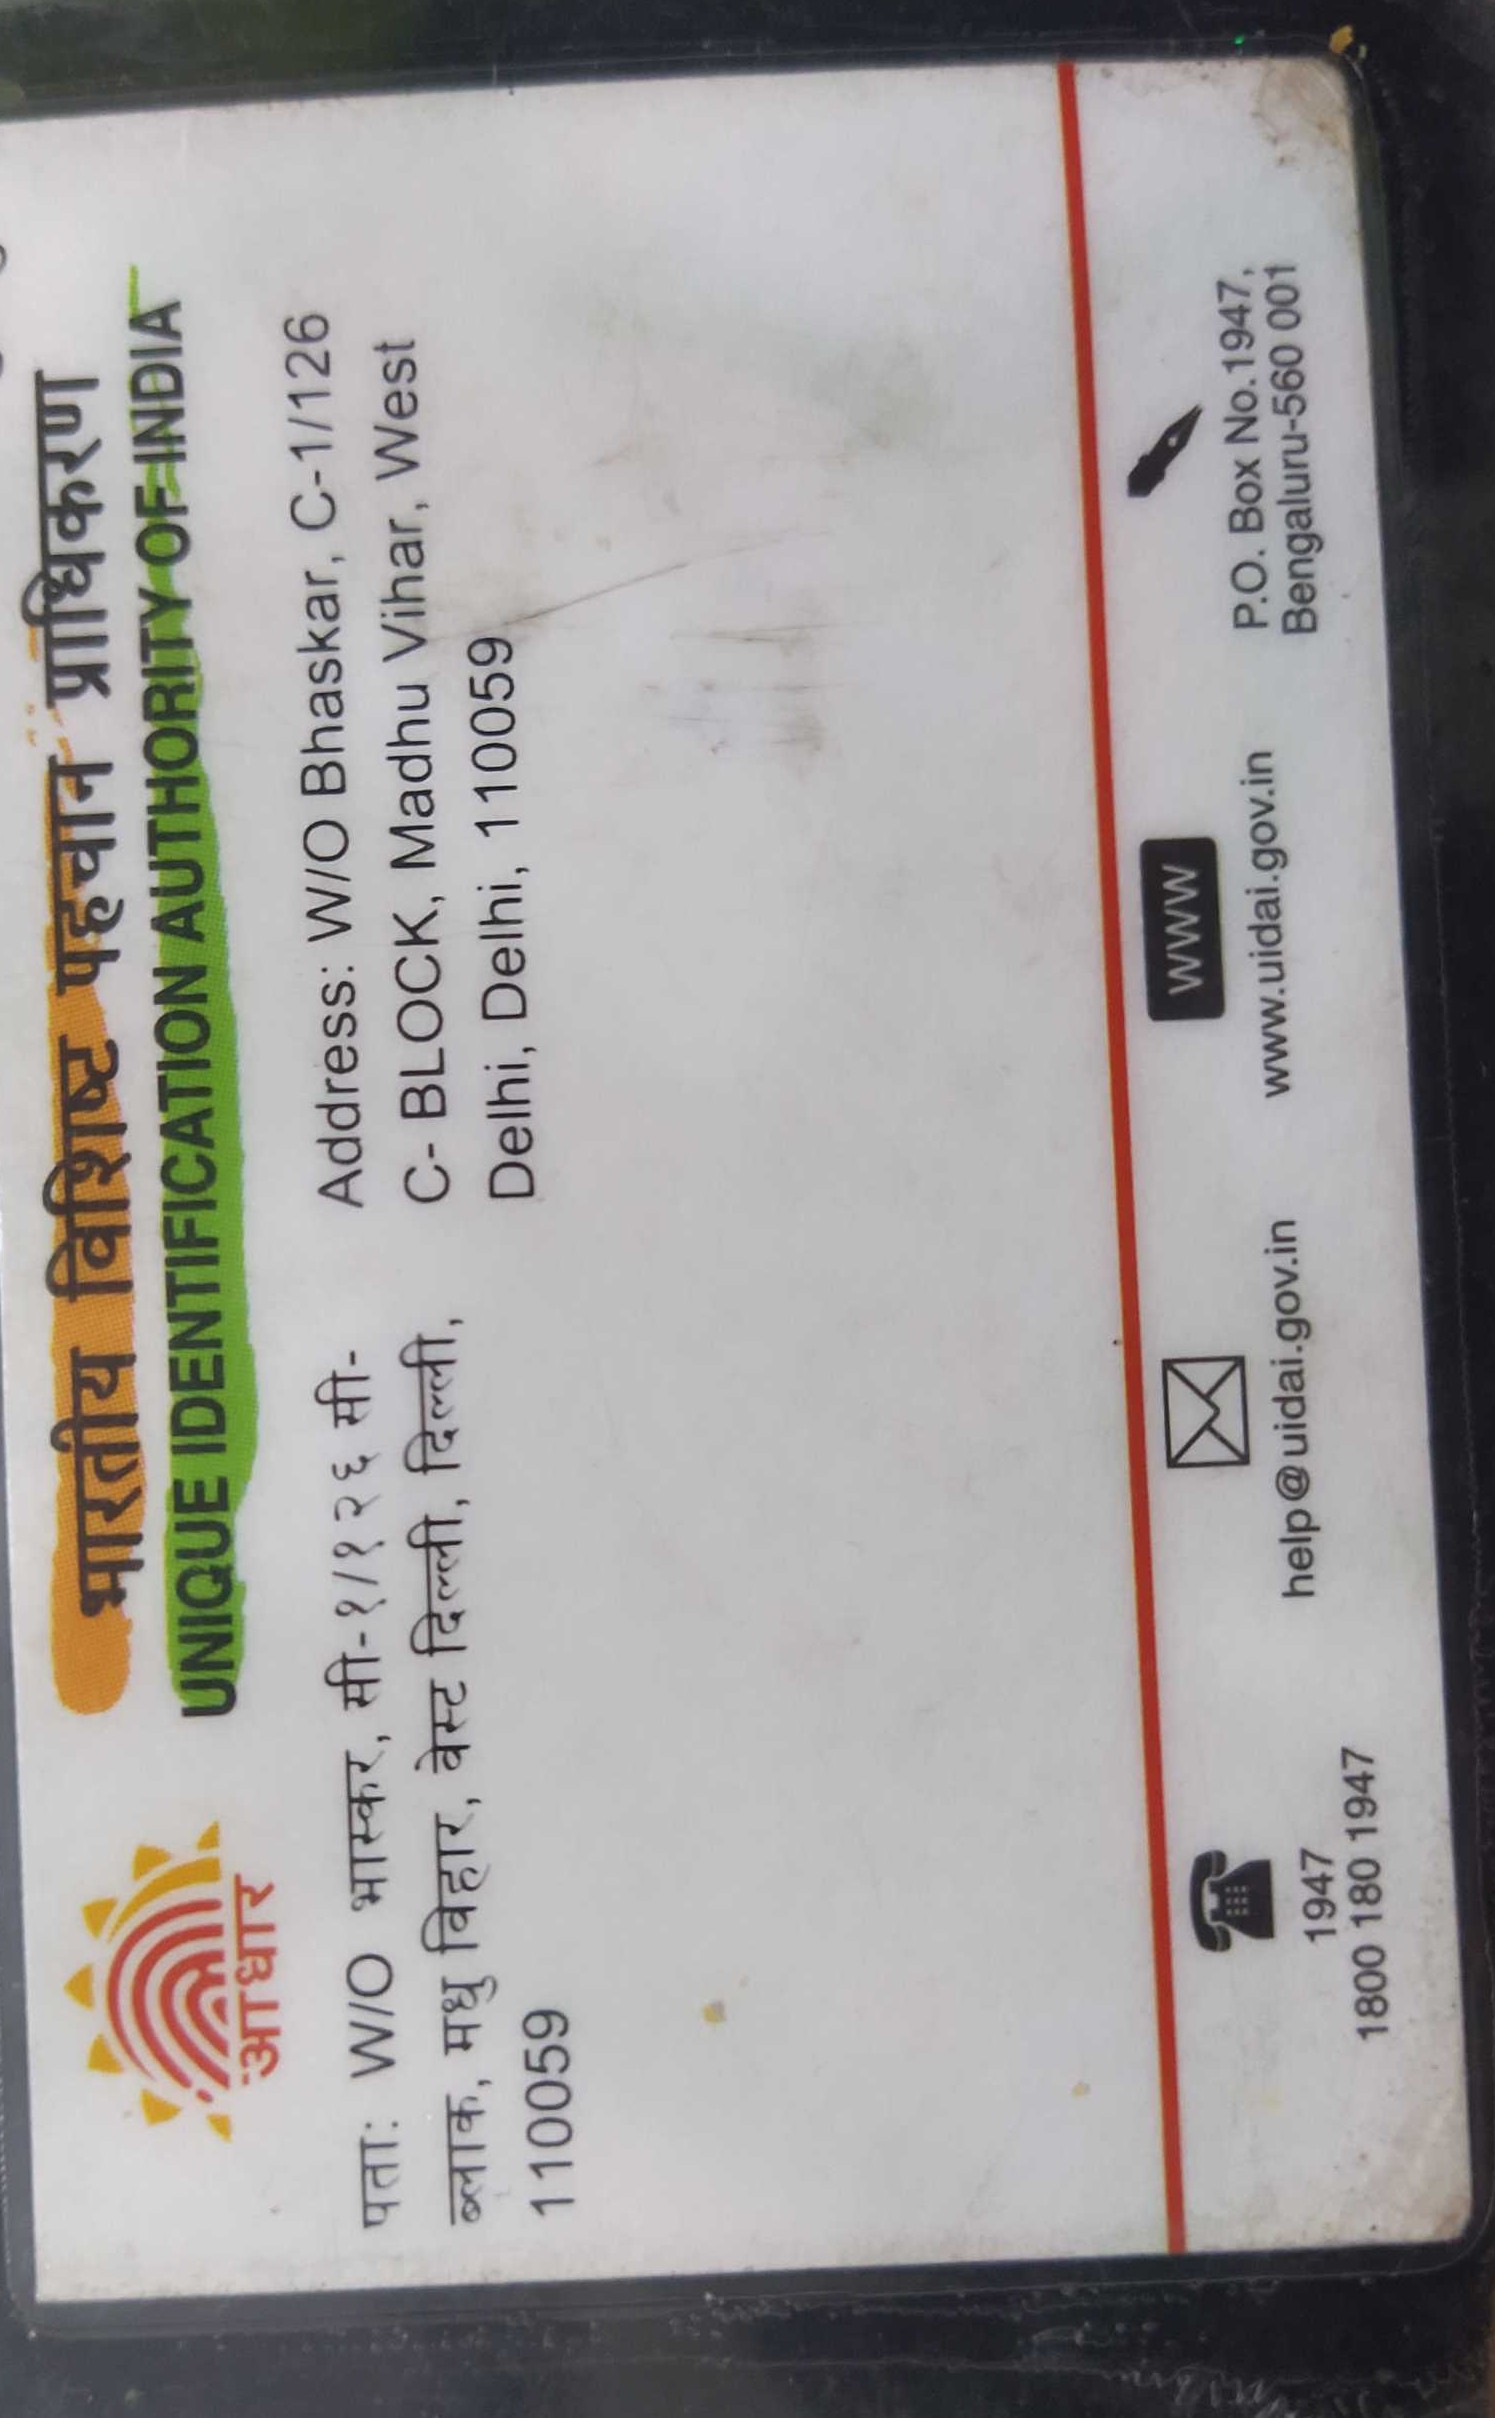 भारतीय विशिष्ट पहचान प्राधिकरण
UNIQUE IDENTIFICATION AUTHORITY OF INDIA
आधार
पता: W/O भास्कर, सी-१/१२६ सी-
ब्लाक, मधु विहार, वेस्ट दिल्ली, दिल्ली,
110059
Address: W/O Bhaskar, C-1/126
C- BLOCK, Madhu Vihar, West
Delhi, Delhi, 110059
1947
1800 180 1947
help@uidai.gov.in
WWW
www.uidai.gov.in
P.O. Box No.1947,
Bengaluru-560 001